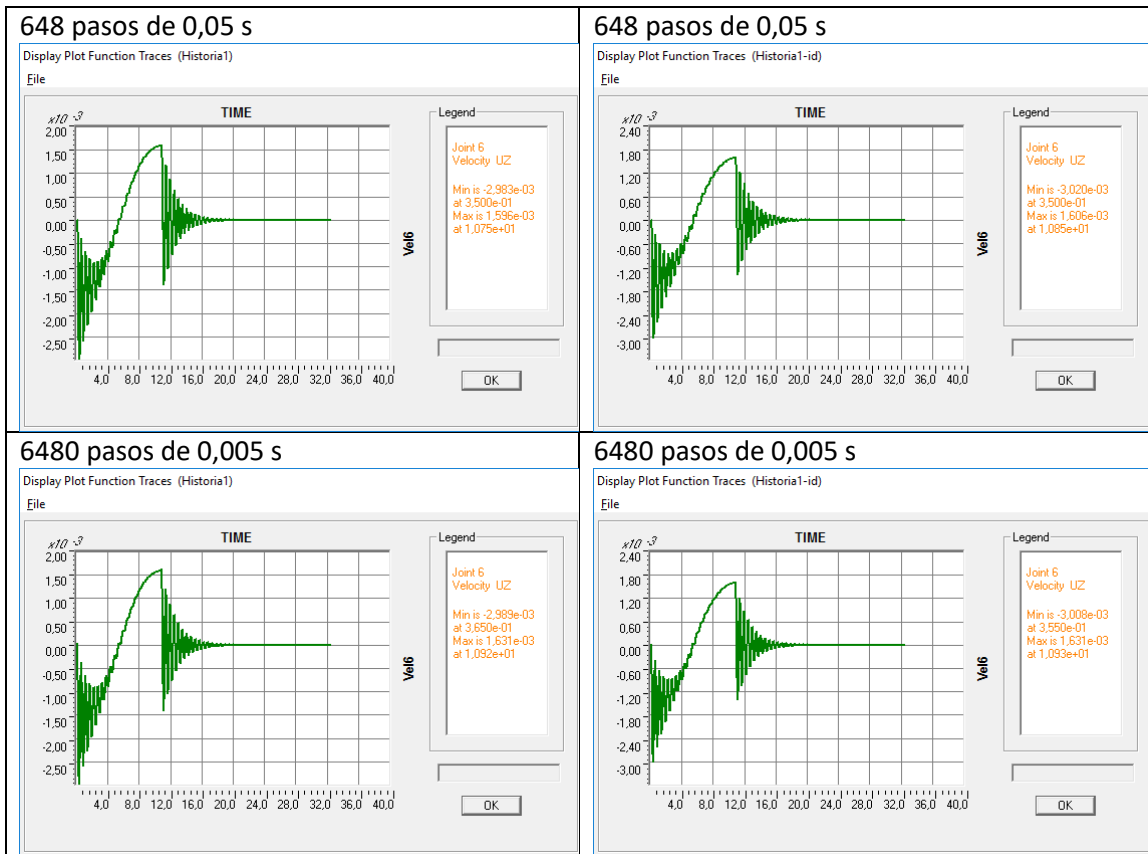 648 pasos de 0,05 s
Display Plot Function Traces (Historia1)
File
TIME
x10 -3
2,00
1,50
1,00
0,50
0,00
-0,50
-1,00
-1,50
-2,00
-2,50
4,0 8,0 12,0 16,0 20,0 24,0 28,0 32,0 36,0 40,0
Vel6
Legend
Joint 6
Velocity UZ
Min is -2,983e-03
at 3,500e-01
Max is 1,596e-03
at 1,075e+01
OK
648 pasos de 0,05 s
Display Plot Function Traces (Historia1-id)
File
TIME
x10 -3
2,40
1,80
1,20
0,60
0,00
-0,60
-1,20
-1,80
-2,40
-3,00
4,0 8,0 12,0 16,0 20,0 24,0 28,0 32,0 36,0 40,0
Vel6
Legend
Joint 6
Velocity UZ
Min is -3,020e-03
at 3,500e-01
Max is 1,606e-03
at 1,085e+01
OK
6480 pasos de 0,005 s
Display Plot Function Traces (Historia1)
File
TIME
x10 -3
2,00
1,50
1,00
0,50
0,00
-0,50
-1,00
-1,50
-2,00
-2,50
4,0 8,0 12,0 16,0 20,0 24,0 28,0 32,0 36,0 40,0
Vel6
Legend
Joint 6
Velocity UZ
Min is -2,989e-03
at 3,650e-01
Max is 1,631e-03
at 1,092e+01
OK
6480 pasos de 0,005 s
Display Plot Function Traces (Historia1-id)
File
TIME
x10 -3
2,40
1,80
1,20
0,60
0,00
-0,60
-1,20
-1,80
-2,40
-3,00
4,0 8,0 12,0 16,0 20,0 24,0 28,0 32,0 36,0 40,0
Vel6
Legend
Joint 6
Velocity UZ
Min is -3,008e-03
at 3,550e-01
Max is 1,631e-03
at 1,093e+01
OK